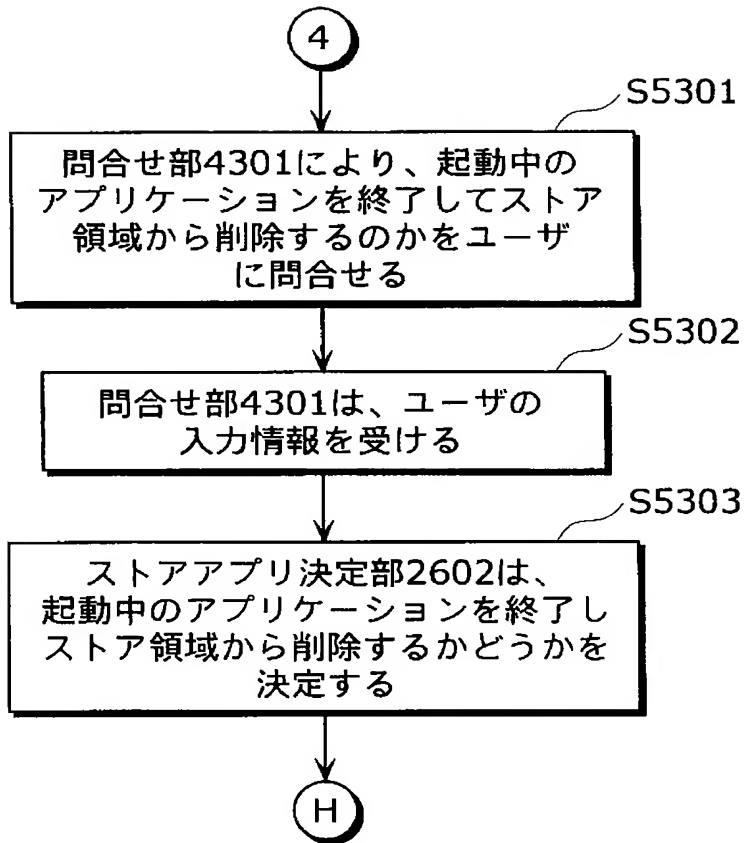 4
S5301
問合せ部4301により、起動中の
アプリケーションを終了してストア
領域から削除するのかをユーザ
に問合せる
S5302
問合せ部4301は、ユーザの
入力情報を受ける
S5303
ストアアプリ決定部2602は、
起動中のアプリケーションを終了し
ストア領域から削除するかどうかを
決定する
H